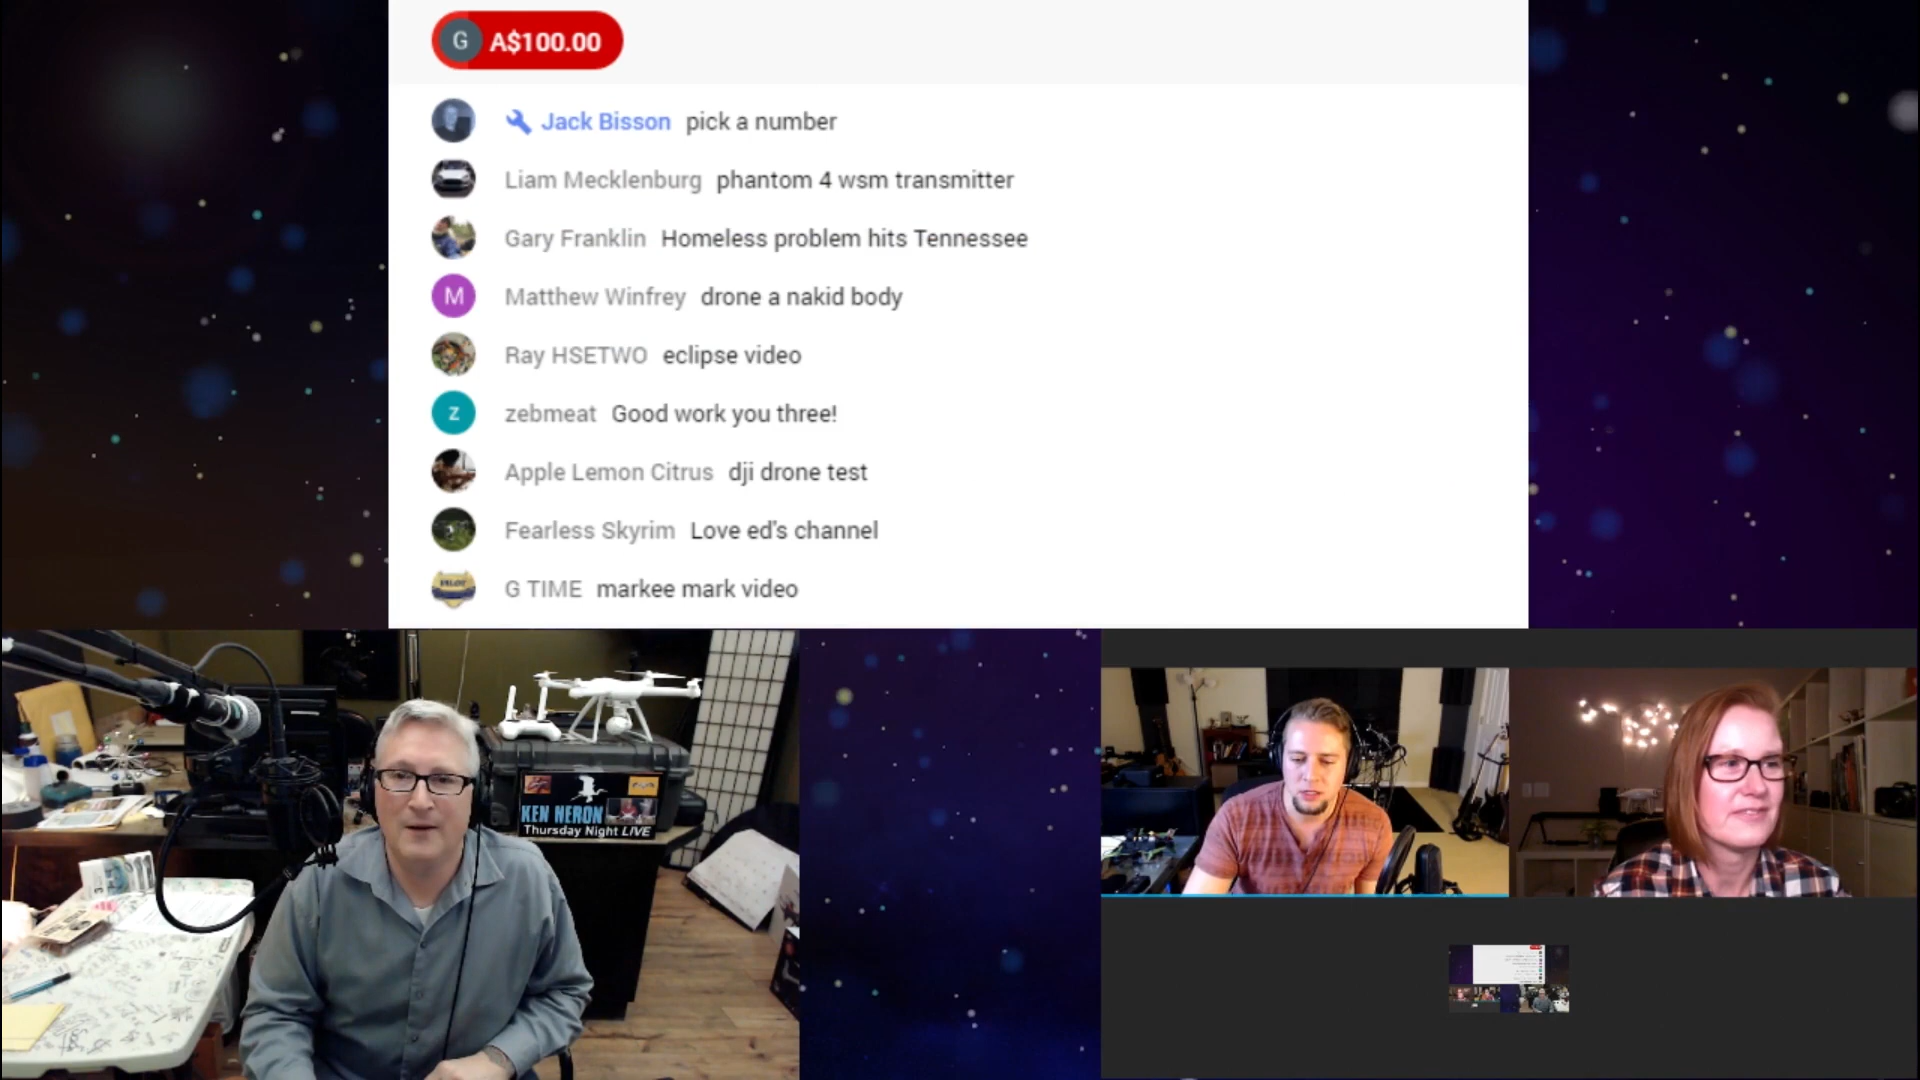 G A$100.00
Jack Bisson pick a number
Liam Mecklenburg phantom 4 wsm transmitter
Gary Franklin Homeless problem hits Tennessee
M Matthew Winfrey drone a nakid body
Ray HSETWO eclipse video
z zebmeat Good work you three!
Apple Lemon Citrus dji drone test
Fearless Skyrim Love ed's channel
G TIME markee mark video
KEN HERON
Thursday Night LIVE